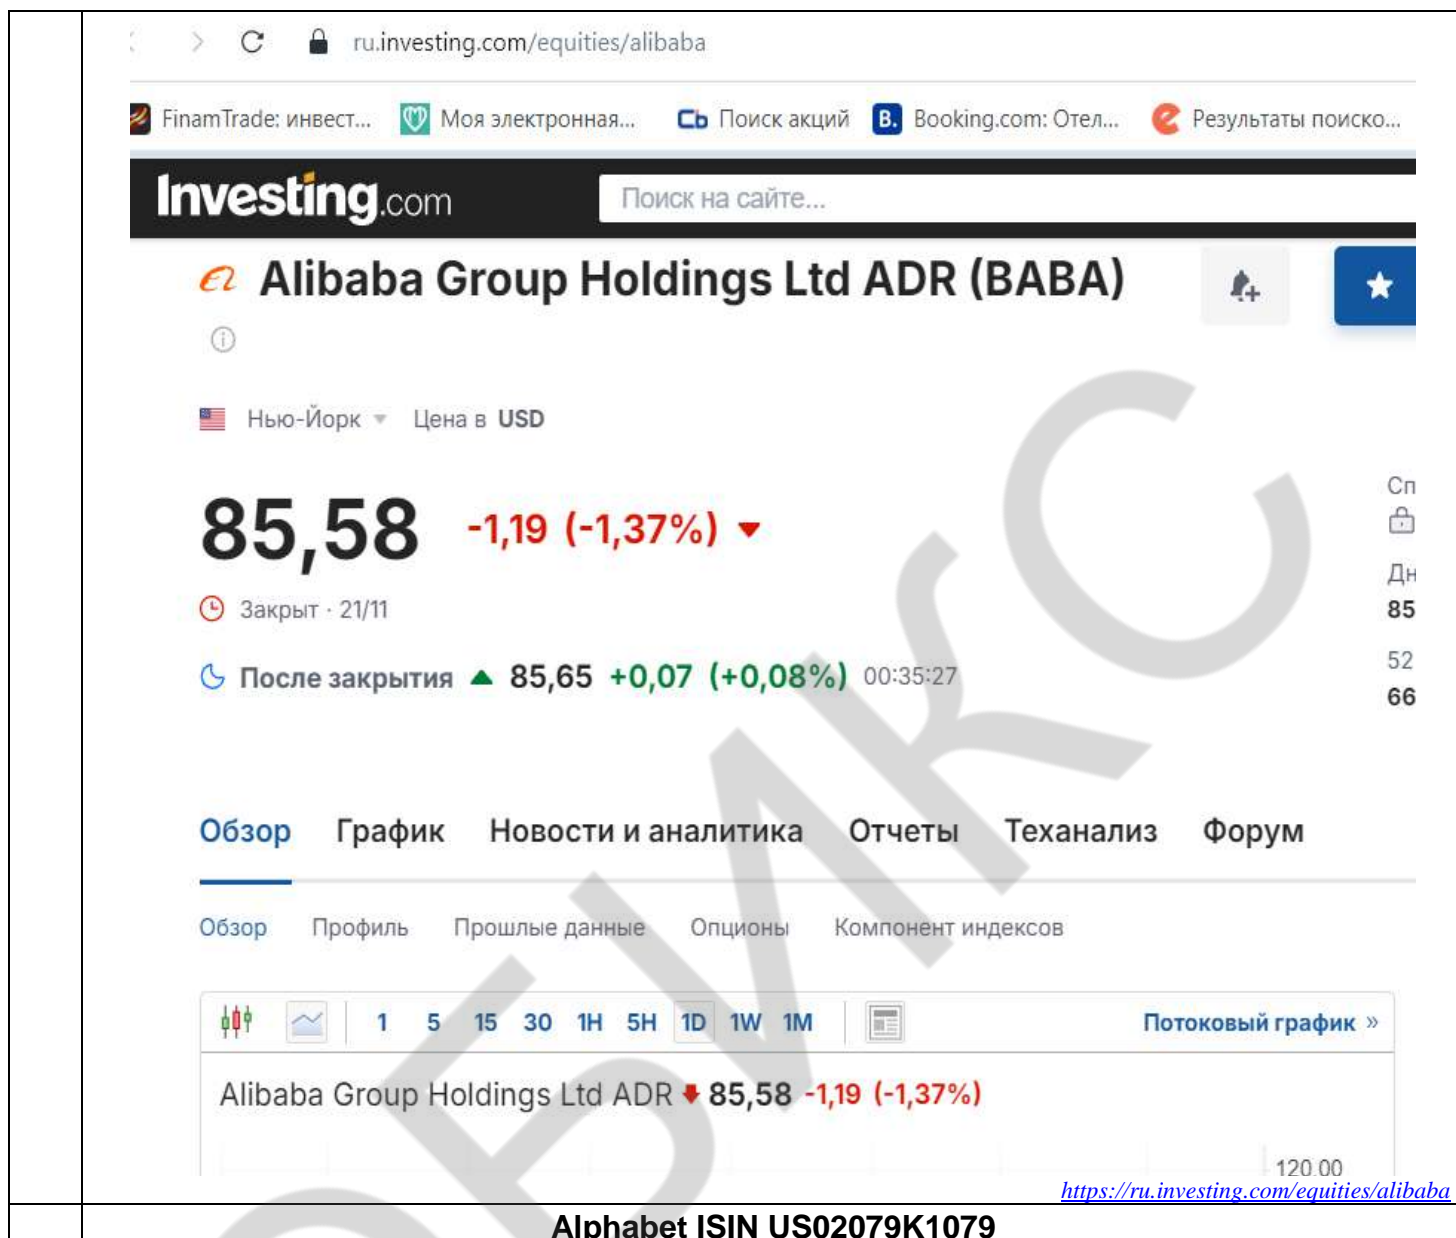 ru.investing.com/equities/alibaba
FinamTrade: инвест... Моя электронная... Поиск акций Booking.com: Отел... Результаты поиско...
Investing.com Поиск на сайте...
Alibaba Group Holdings Ltd ADR (BABA)
Нью-Йорк Цена в USD
85,58 -1,19 (-1,37%)
Сп
Закрыт · 21/11
Дн
85
После закрытия 85,65 +0,07 (+0,08%) 00:35:27
52
66
Обзор График Новости и аналитика Отчеты Теханализ Форум
Обзор Профиль Прошлые данные Опционы Компонент индексов
1 5 15 30 1H 5H 1D 1W 1M Потоковый график »
Alibaba Group Holdings Ltd ADR 85,58 -1,19 (-1,37%)
120.00
https://ru.investing.com/equities/alibaba
Alphabet ISIN US02079K1079
ОБИКС